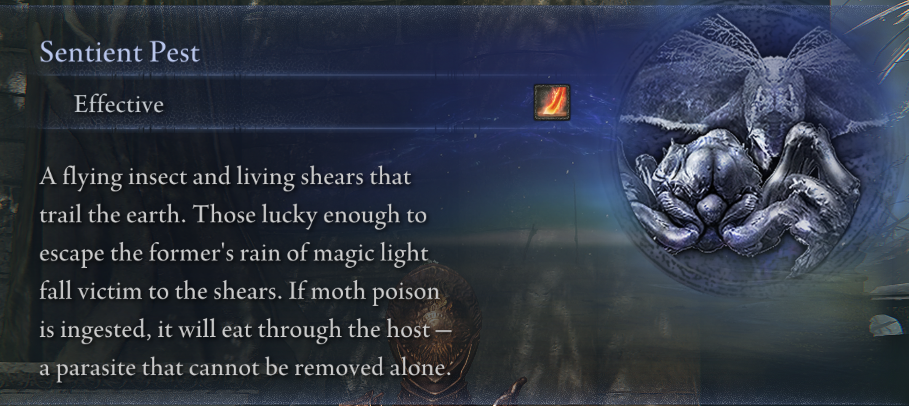 Sentient Pest
Effective
A flying insect and living shears that
trail the earth. Those lucky enough to
escape the former's rain of magic light
fall victim to the shears. If moth poison
is ingested, it will eat through the host —
a parasite that cannot be removed alone.